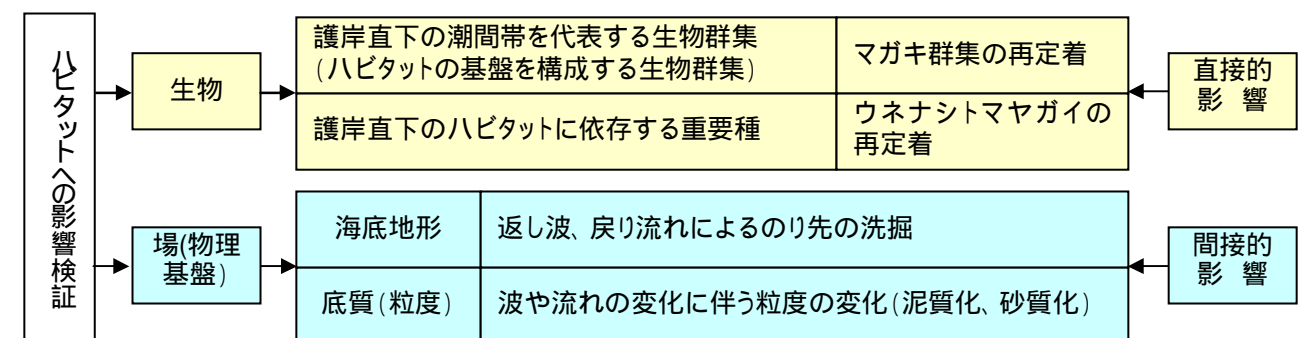 ハビタットへの影響検証
生物
護岸直下の潮間帯を代表する生物群集
(ハビタットの基盤を構成する生物群集)
マガキ群集の再定着
護岸直下のハビタットに依存する重要種
ウネナシトマヤガイの
再定着
直接的
影 響
場(物理
基盤)
海底地形
返し波、戻り流れによるのり先の洗掘
底質(粒度)
波や流れの変化に伴う粒度の変化(泥質化、砂質化)
間接的
影 響